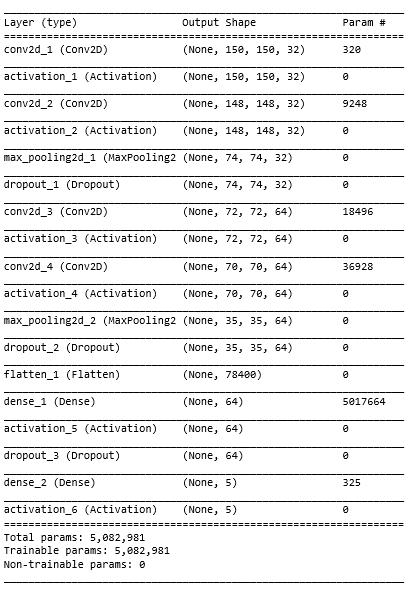 Layer (type) Output Shape Param #
conv2d_1 (Conv2D) (None, 150, 150, 32) 320
activation_1 (Activation) (None, 150, 150, 32) 0
conv2d_2 (Conv2D) (None, 148, 148, 32) 9248
activation_2 (Activation) (None, 148, 148, 32) 0
max_pooling2d_1 (MaxPooling2 (None, 74, 74, 32) 0
dropout_1 (Dropout) (None, 74, 74, 32) 0
conv2d_3 (Conv2D) (None, 72, 72, 64) 18496
activation_3 (Activation) (None, 72, 72, 64) 0
conv2d_4 (Conv2D) (None, 70, 70, 64) 36928
activation_4 (Activation) (None, 70, 70, 64) 0
max_pooling2d_2 (MaxPooling2 (None, 35, 35, 64) 0
dropout_2 (Dropout) (None, 35, 35, 64) 0
flatten_1 (Flatten) (None, 78400) 0
dense_1 (Dense) (None, 64) 5017664
activation_5 (Activation) (None, 64) 0
dropout_3 (Dropout) (None, 64) 0
dense_2 (Dense) (None, 5) 325
activation_6 (Activation) (None, 5) 0
Total params: 5,082,981
Trainable params: 5,082,981
Non-trainable params: 0